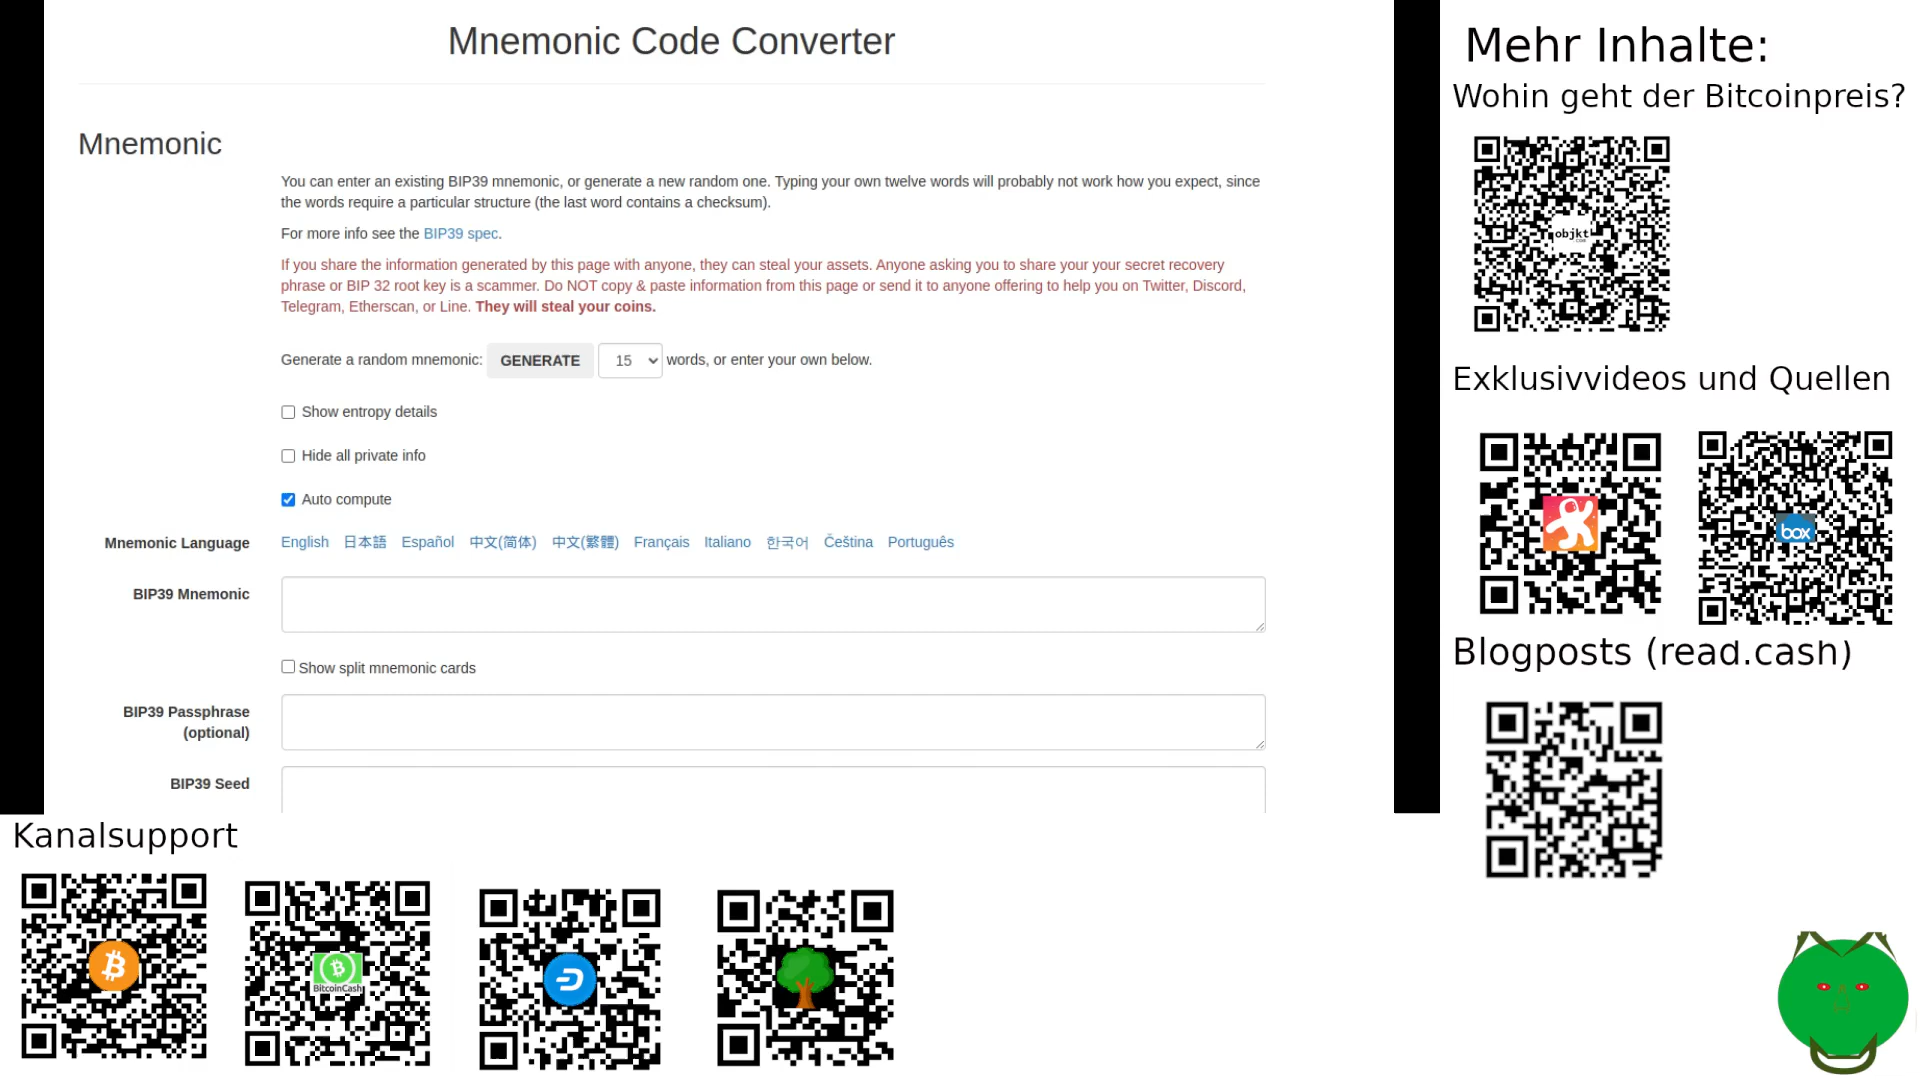 Mnemonic Code Converter
Mnemonic
You can enter an existing BIP39 mnemonic, or generate a new random one. Typing your own twelve words will probably not work how you expect, since
the words require a particular structure (the last word contains a checksum).
For more info see the BIP39 spec.
If you share the information generated by this page with anyone, they can steal your assets. Anyone asking you to share your your secret recovery
phrase or BIP 32 root key is a scammer. Do NOT copy & paste information from this page or send it to anyone offering to help you on Twitter, Discord,
Telegram, Etherscan, or Line. They will steal your coins.
Generate a random mnemonic: GENERATE 15 words, or enter your own below.
Show entropy details
Hide all private info
Auto compute
Mnemonic Language English 日本語 Español 中文(简体) 中文(繁體) Français Italiano 한국어 Čeština Português
BIP39 Mnemonic
Show split mnemonic cards
BIP39 Passphrase
(optional)
BIP39 Seed
Mehr Inhalte:
Wohin geht der Bitcoinpreis?
objkt
.com
Exklusivvideos und Quellen
box
Blogposts (read.cash)
Kanalsupport
BitcoinCash